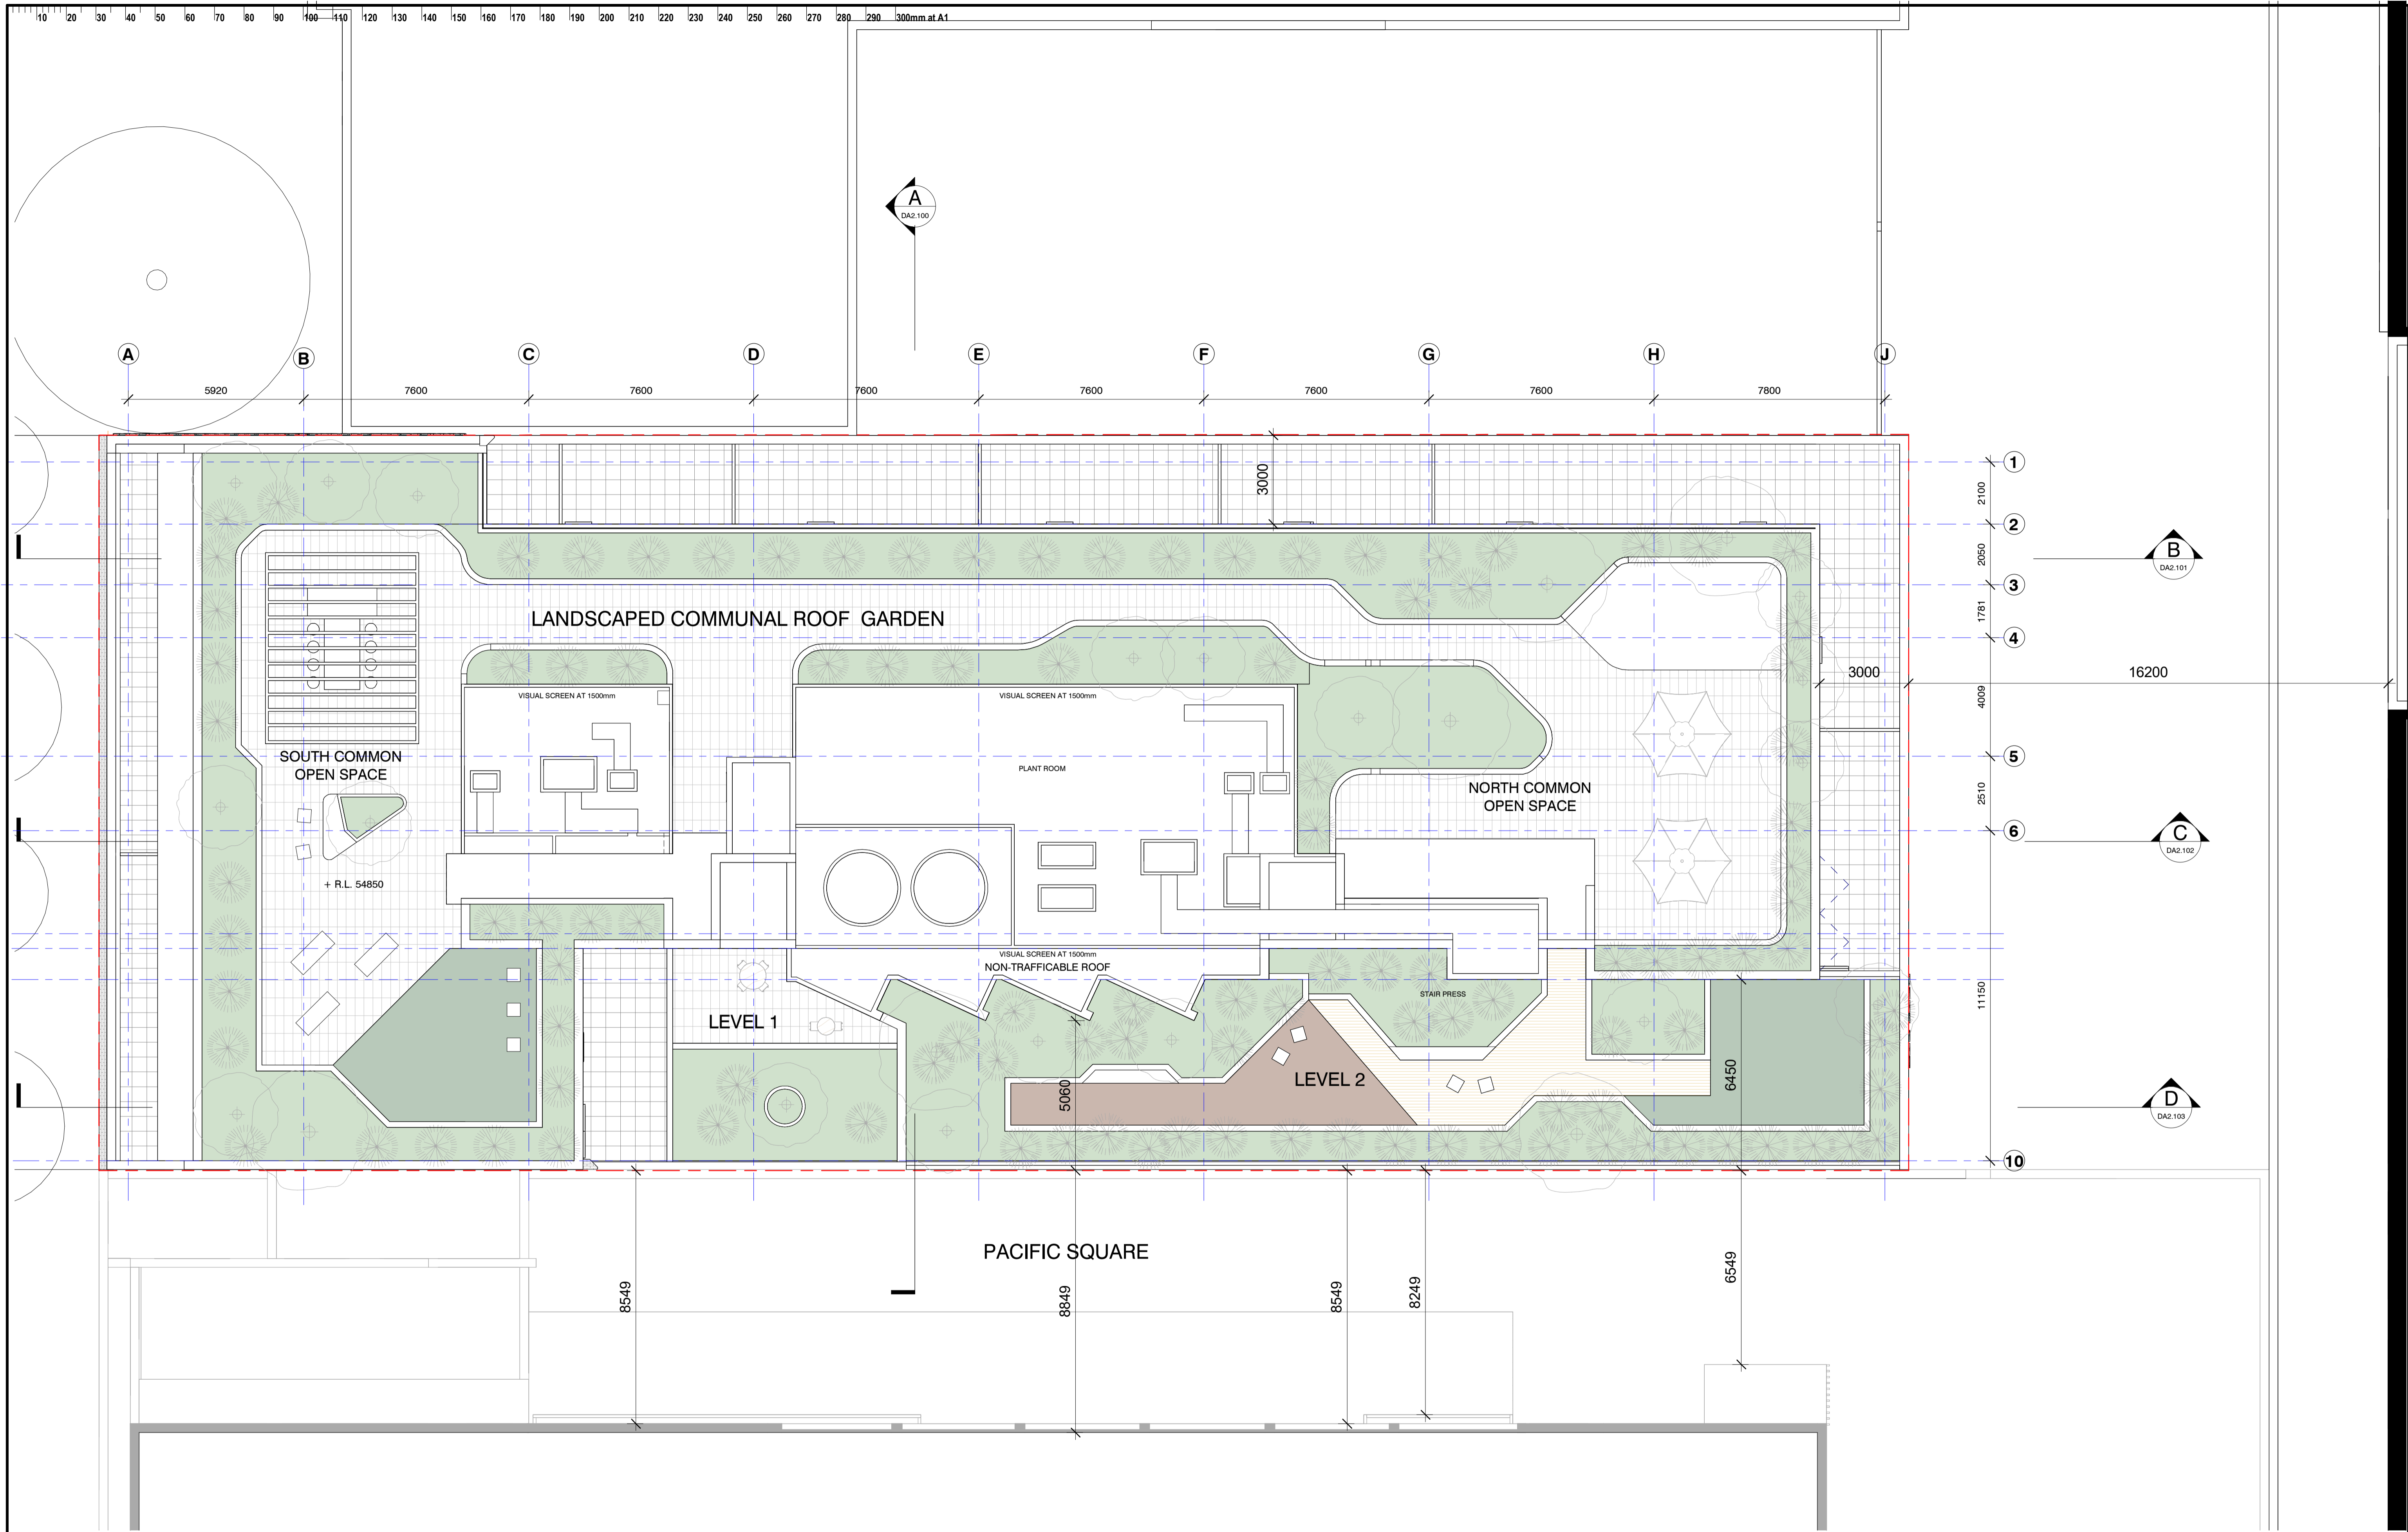 10 20 30 40 50 60 70 80 90 100 110 120 130 140 150 160 170 180 190 200 210 220 230 240 250 260 270 280 290 300mm at A1
A
DA2.100
A B C D E F G H J
5920 7600 7600 7600 7600 7600 7600 7800
1
3000
2100
2
2050
B
DA2.101
3
LANDSCAPED COMMUNAL ROOF GARDEN
1781
4
3000
16200
VISUAL SCREEN AT 1500mm
VISUAL SCREEN AT 1500mm
4009
SOUTH COMMON
OPEN SPACE
PLANT ROOM
5
NORTH COMMON
OPEN SPACE
2510
6
C
DA2.102
+ R.L. 54850
VISUAL SCREEN AT 1500mm
NON-TRAFFICABLE ROOF
STAIR PRESS
11150
LEVEL 1
LEVEL 2
5060
6450
D
DA2.103
10
PACIFIC SQUARE
8549
8849
8549
8249
6549